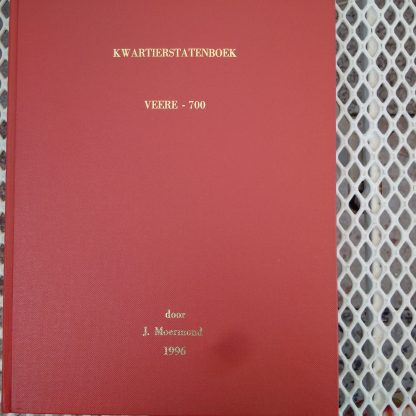 KWARTIERSTATENBOEK
VEERE - 700
door
J. Moermond
1996